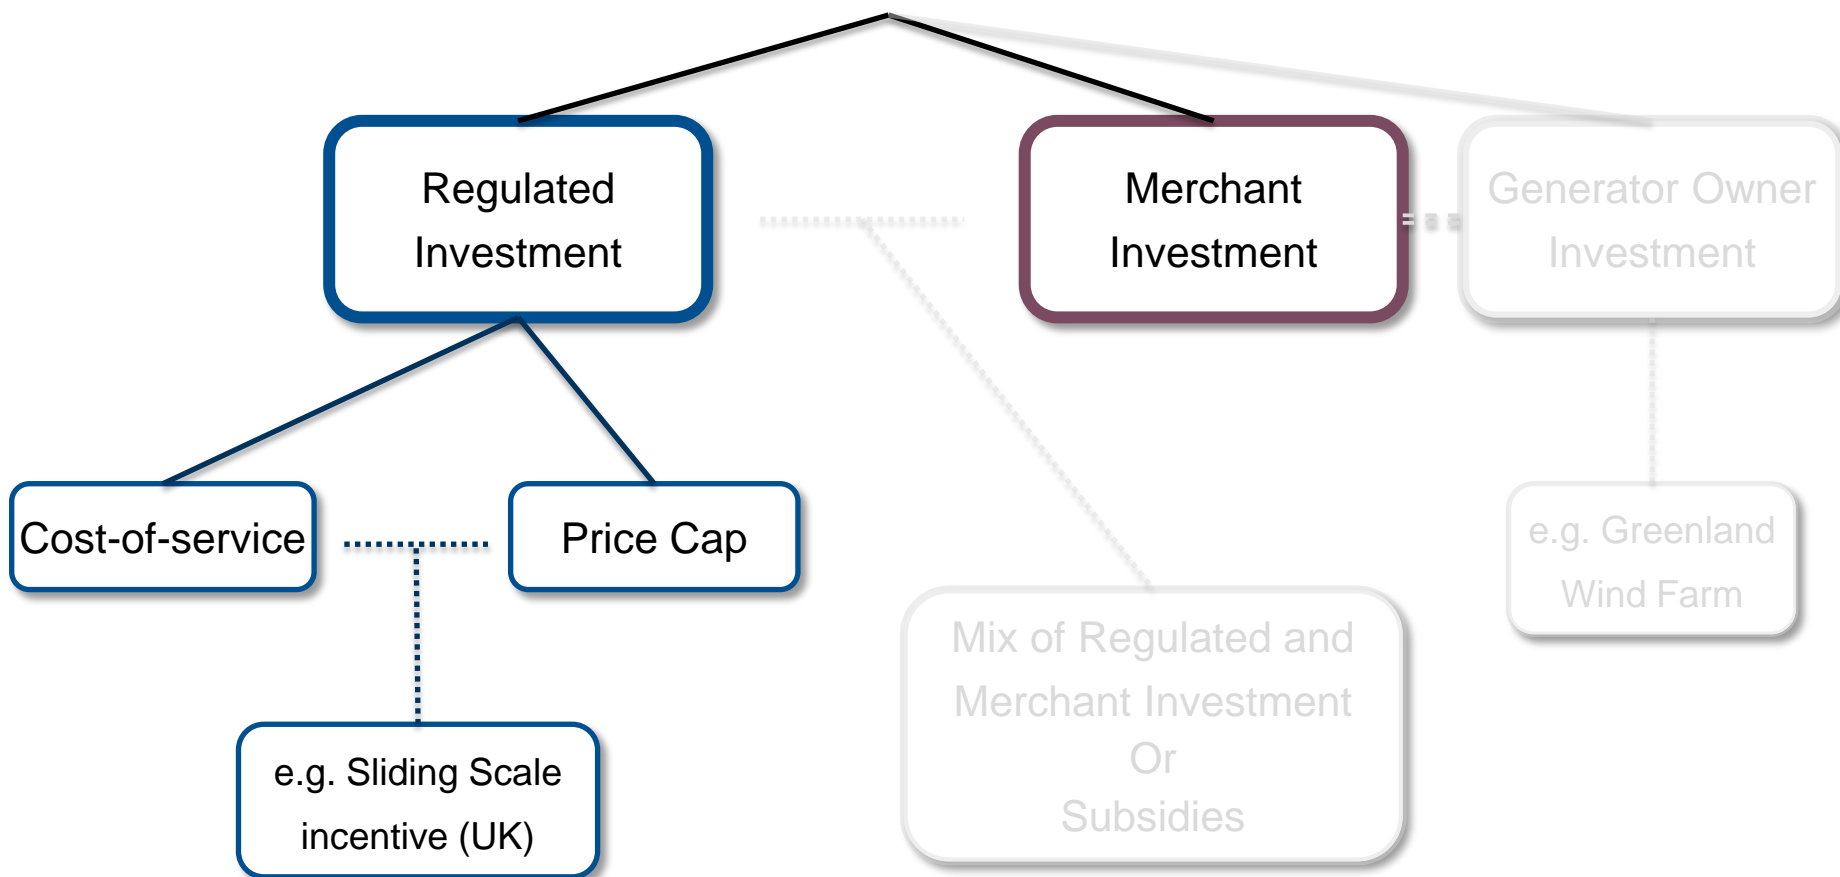 Regulated
Investment
Merchant
Investment
Generator Owner
Investment
Cost-of-service
Price Cap
e.g. Greenland
Wind Farm
Mix of Regulated and
Merchant Investment
Or
Subsidies
e.g. Sliding Scale
incentive (UK)